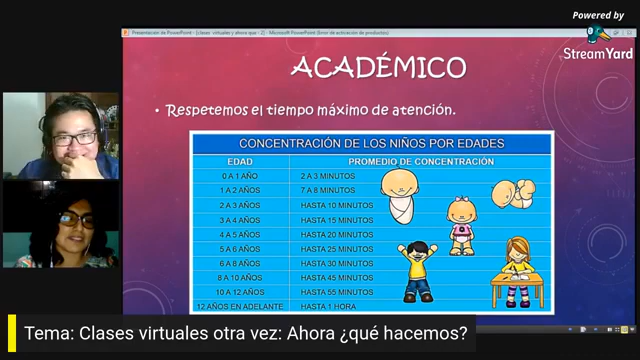 Powered by
StreamYard
Presentación de PowerPoint - [clases virtuales y ahora que - 2] - Microsoft PowerPoint (Error de activación de productos)
ACADÉMICO
• Respetemos el tiempo máximo de atención.
CONCENTRACIÓN DE LOS NIÑOS POR EDADES
EDAD PROMEDIO DE CONCENTRACIÓN
0 A 1 AÑO 2 A 3 MINUTOS
1 A 2 AÑOS 7 A 8 MINUTOS
2 A 3 AÑOS HASTA 10 MINUTOS
3 A 4 AÑOS HASTA 15 MINUTOS
4 A 5 AÑOS HASTA 20 MINUTOS
5 A 6 AÑOS HASTA 25 MINUTOS
6 A 8 AÑOS HASTA 30 MINUTOS
8 A 10 AÑOS HASTA 45 MINUTOS
10 A 12 AÑOS HASTA 55 MINUTOS
12 AÑOS EN ADELANTE HASTA 1 HORA
Tema: Clases virtuales otra vez: Ahora ¿qué hacemos?